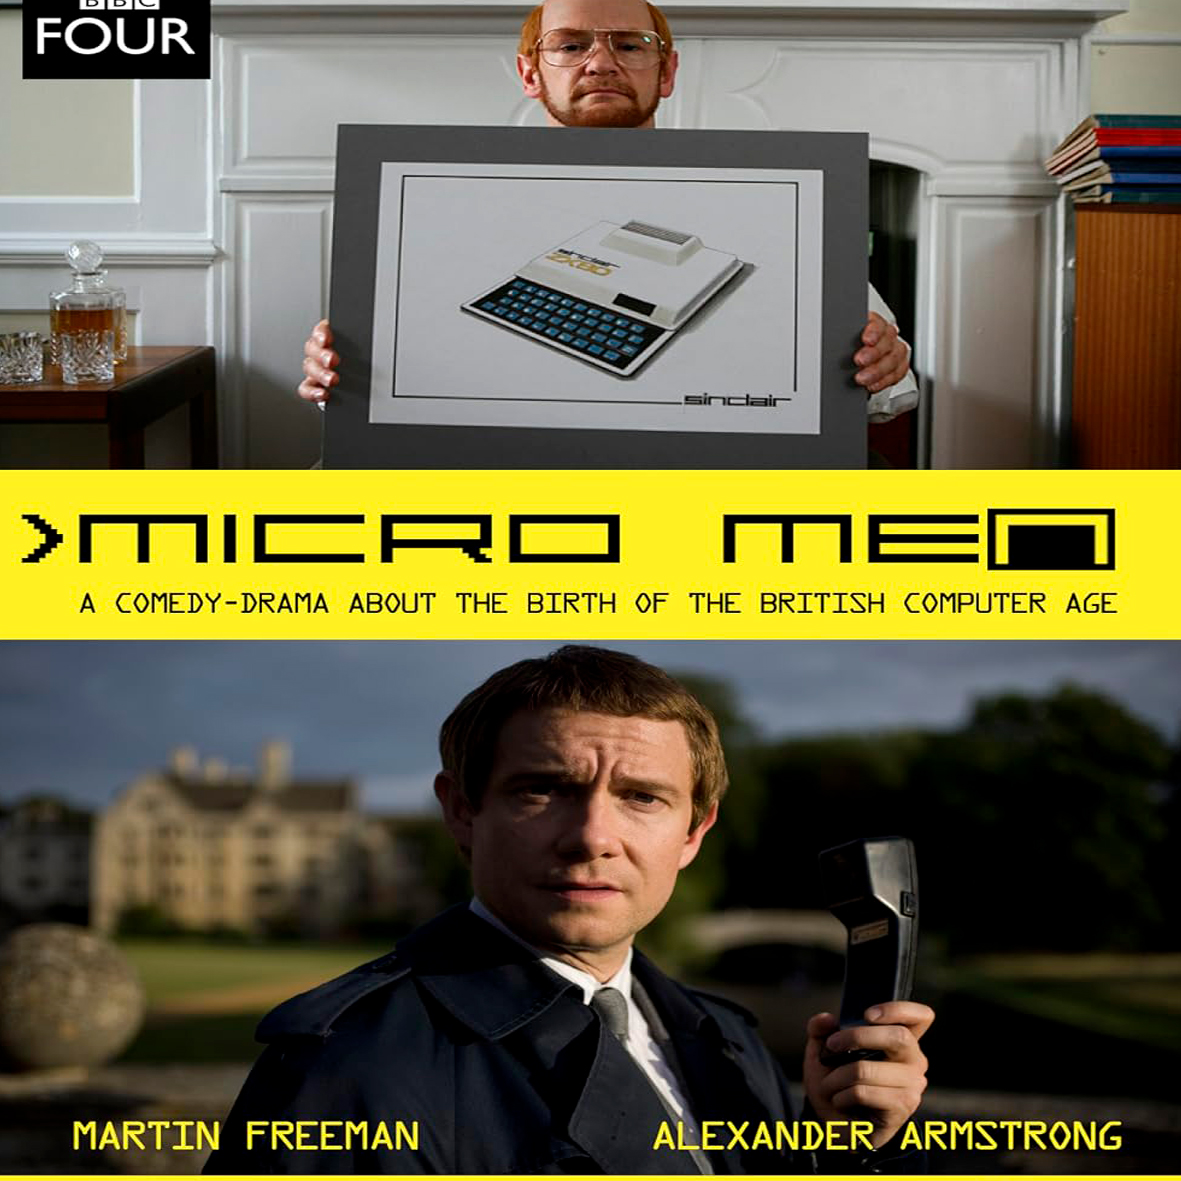 BBC
FOUR
sinclair
ZX80
sinclair
>MICRO MEN
A COMEDY-DRAMA ABOUT THE BIRTH OF THE BRITISH COMPUTER AGE
MARTIN FREEMAN ALEXANDER ARMSTRONG